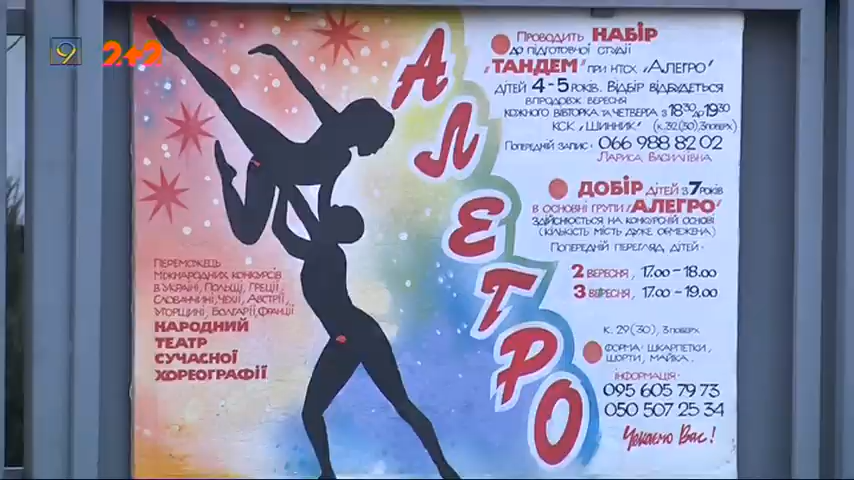 9 2+2
ПРОВОДИТЬ НАБІР
ДО ПІДГОТОВЧОЇ СТУДІЇ
"ТАНДЕМ" ПРИ НТСХ "АЛЕГРО"
ДІТЕЙ 4-5 РОКІВ. ВІДБІР ВІДБУДЕТЬСЯ
ВПРОДОВЖ ВЕРЕСНЯ
КОЖНОГО ВІВТОРКА ТА ЧЕТВЕРГА З 18³⁰ ДО 19³⁰
КСК "ШИННИК" (К. 32(30), 3 ПОВЕРХ)
ПОПЕРЕДНІЙ ЗАПИС · 066 988 82 02
ЛАРИСА ВАСИЛІВНА
ДОБІР ДІТЕЙ З 7 РОКІВ
В ОСНОВНІ ГРУПИ "АЛЕГРО"
ЗДІЙСНЮЄТЬСЯ НА КОНКУРСНІЙ ОСНОВІ
(КІЛЬКІСТЬ МІСТЬ ДУЖЕ ОБМЕЖЕНА)
ПОПЕРЕДНІЙ ПЕРЕГЛЯД ДІТЕЙ·
2 ВЕРЕСНЯ, 17.00-18.00
3 ВЕРЕСНЯ, 17.00-19.00
К. 29(30), 3 ПОВЕРХ
ФОРМА: ШКАРПЕТКИ,
ШОРТИ, МАЙКА.
ІНФОРМАЦІЯ·
095 605 79 73
050 507 25 34
Чекаємо Вас!
АЛЕГРО
ПЕРЕМОЖЕЦЬ
МІЖНАРОДНИХ КОНКУРСІВ
В УКРАЇНІ, ПОЛЬЩІ, ГРЕЦІЇ,
СЛОВАЧЧИНІ, ЧЕХІЇ, АВСТРІЇ,
УГОРЩИНІ, БОЛГАРІЇ, ФРАНЦІЇ
НАРОДНИЙ
ТЕАТР
СУЧАСНОЇ
ХОРЕОГРАФІЇ